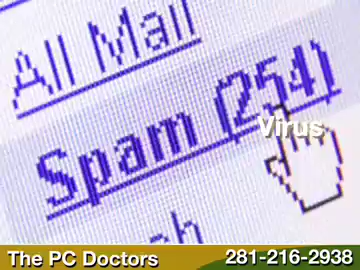 All Mail
Spam (254)
Virus
The PC Doctors
281-216-2938